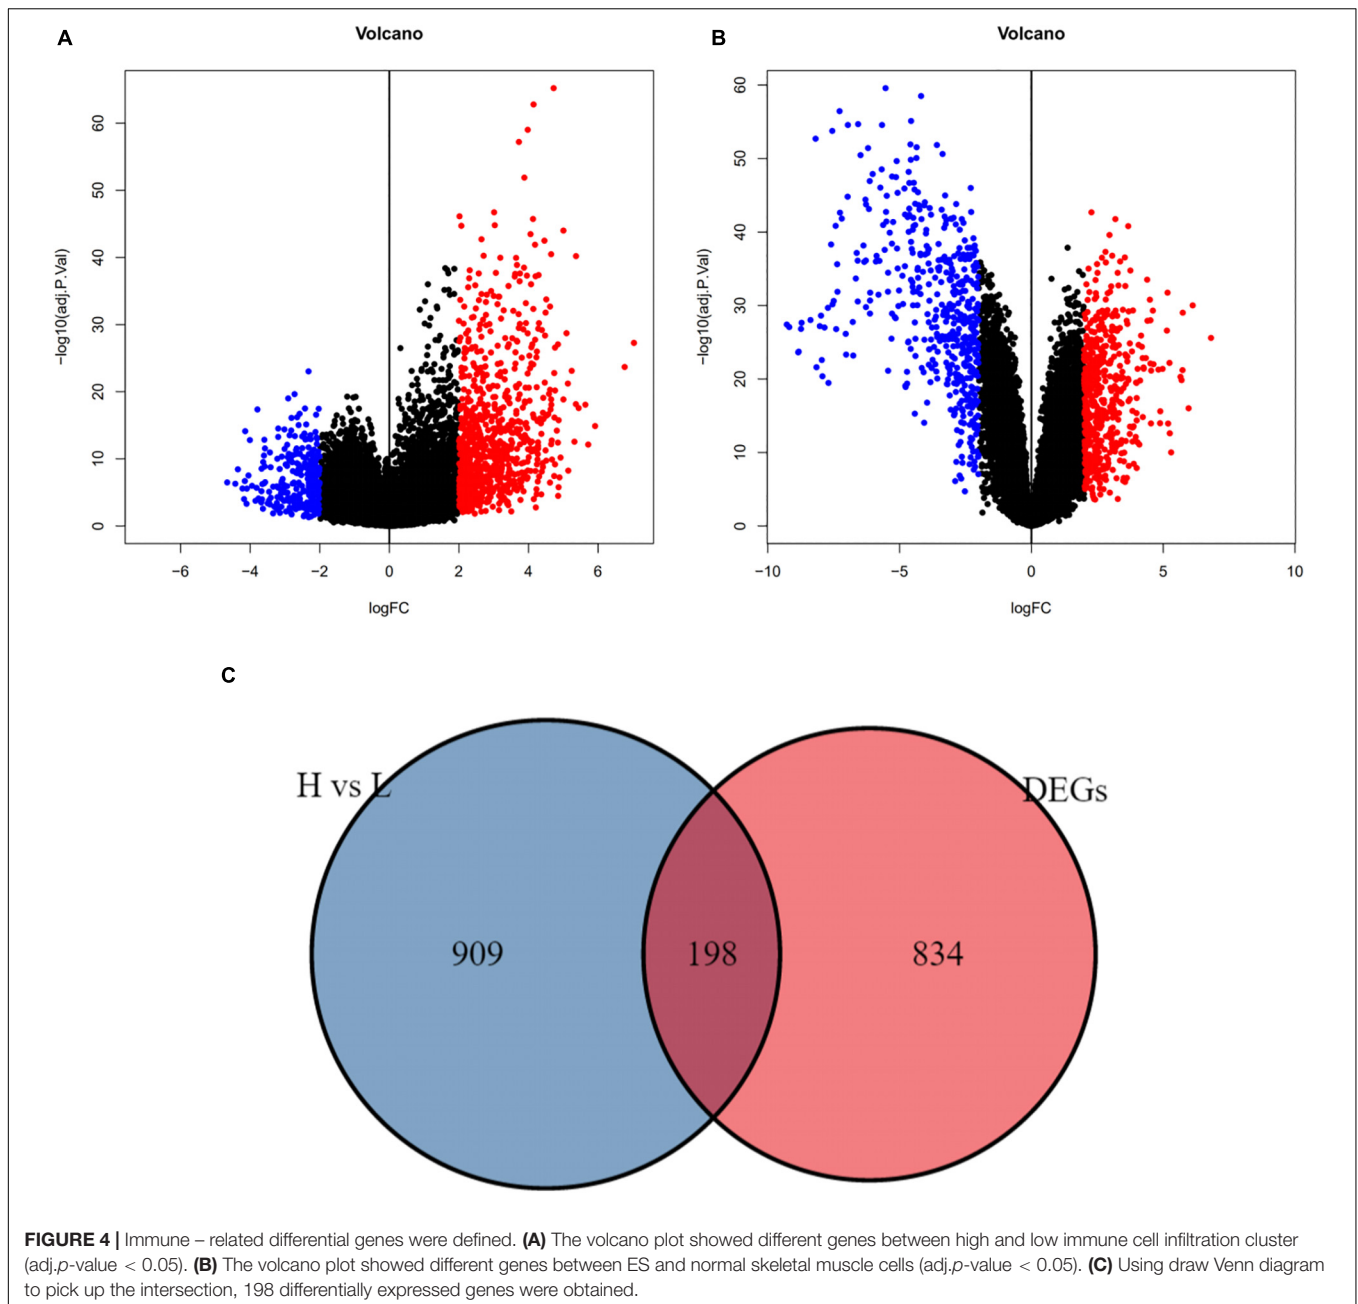 A
Volcano
60
50
40
30
20
10
0
−log10(adj.P.Val)
−6 −4 −2 0 2 4 6
logFC
B
Volcano
60
50
40
30
20
10
0
−log10(adj.P.Val)
−10 −5 0 5 10
logFC
C
H vs L
DEGs
909 198 834
FIGURE 4 | Immune – related differential genes were defined. (A) The volcano plot showed different genes between high and low immune cell infiltration cluster
(adj.p-value < 0.05). (B) The volcano plot showed different genes between ES and normal skeletal muscle cells (adj.p-value < 0.05). (C) Using draw Venn diagram
to pick up the intersection, 198 differentially expressed genes were obtained.